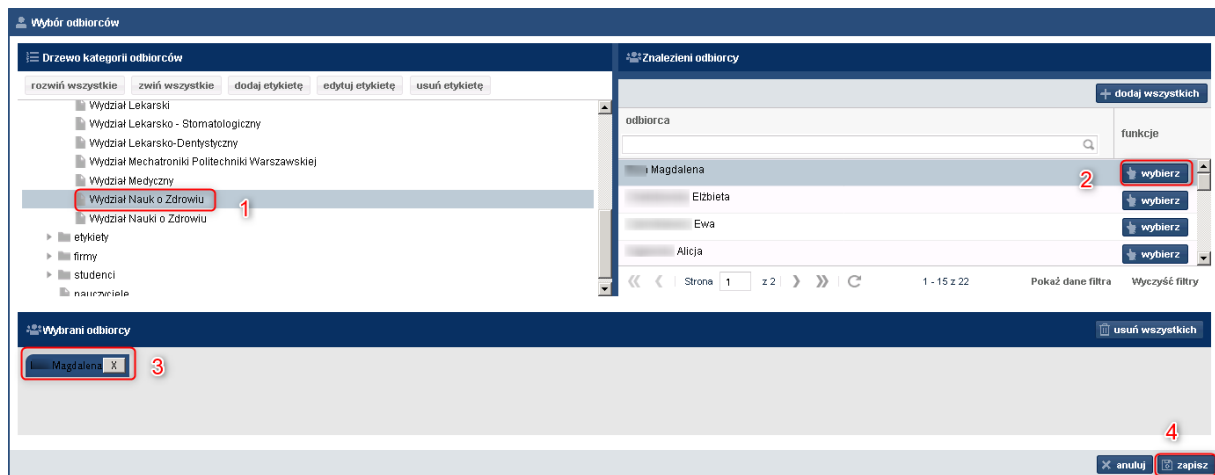 Wybór odbiorców
Drzewo kategorii odbiorców
rozwiń wszystkie zwiń wszystkie dodaj etykietę edytuj etykietę usuń etykietę
Wydział Lekarski
Wydział Lekarsko - Stomatologiczny
Wydział Lekarsko-Dentystyczny
Wydział Mechatroniki Politechniki Warszawskiej
Wydział Medyczny
Wydział Nauk o Zdrowiu
1
Wydział Nauki o Zdrowiu
etykiety
firmy
studenci
nauczyciele
Znalezieni odbiorcy
dodaj wszystkich
odbiorca
funkcje
Magdalena
2
wybierz
Elżbieta
wybierz
Ewa
wybierz
Alicja
wybierz
Strona 1 z 2
1 - 15 z 22
Pokaż dane filtra
Wyczyść filtry
Wybrani odbiorcy
usuń wszystkich
Magdalena X
3
4
anuluj
zapisz